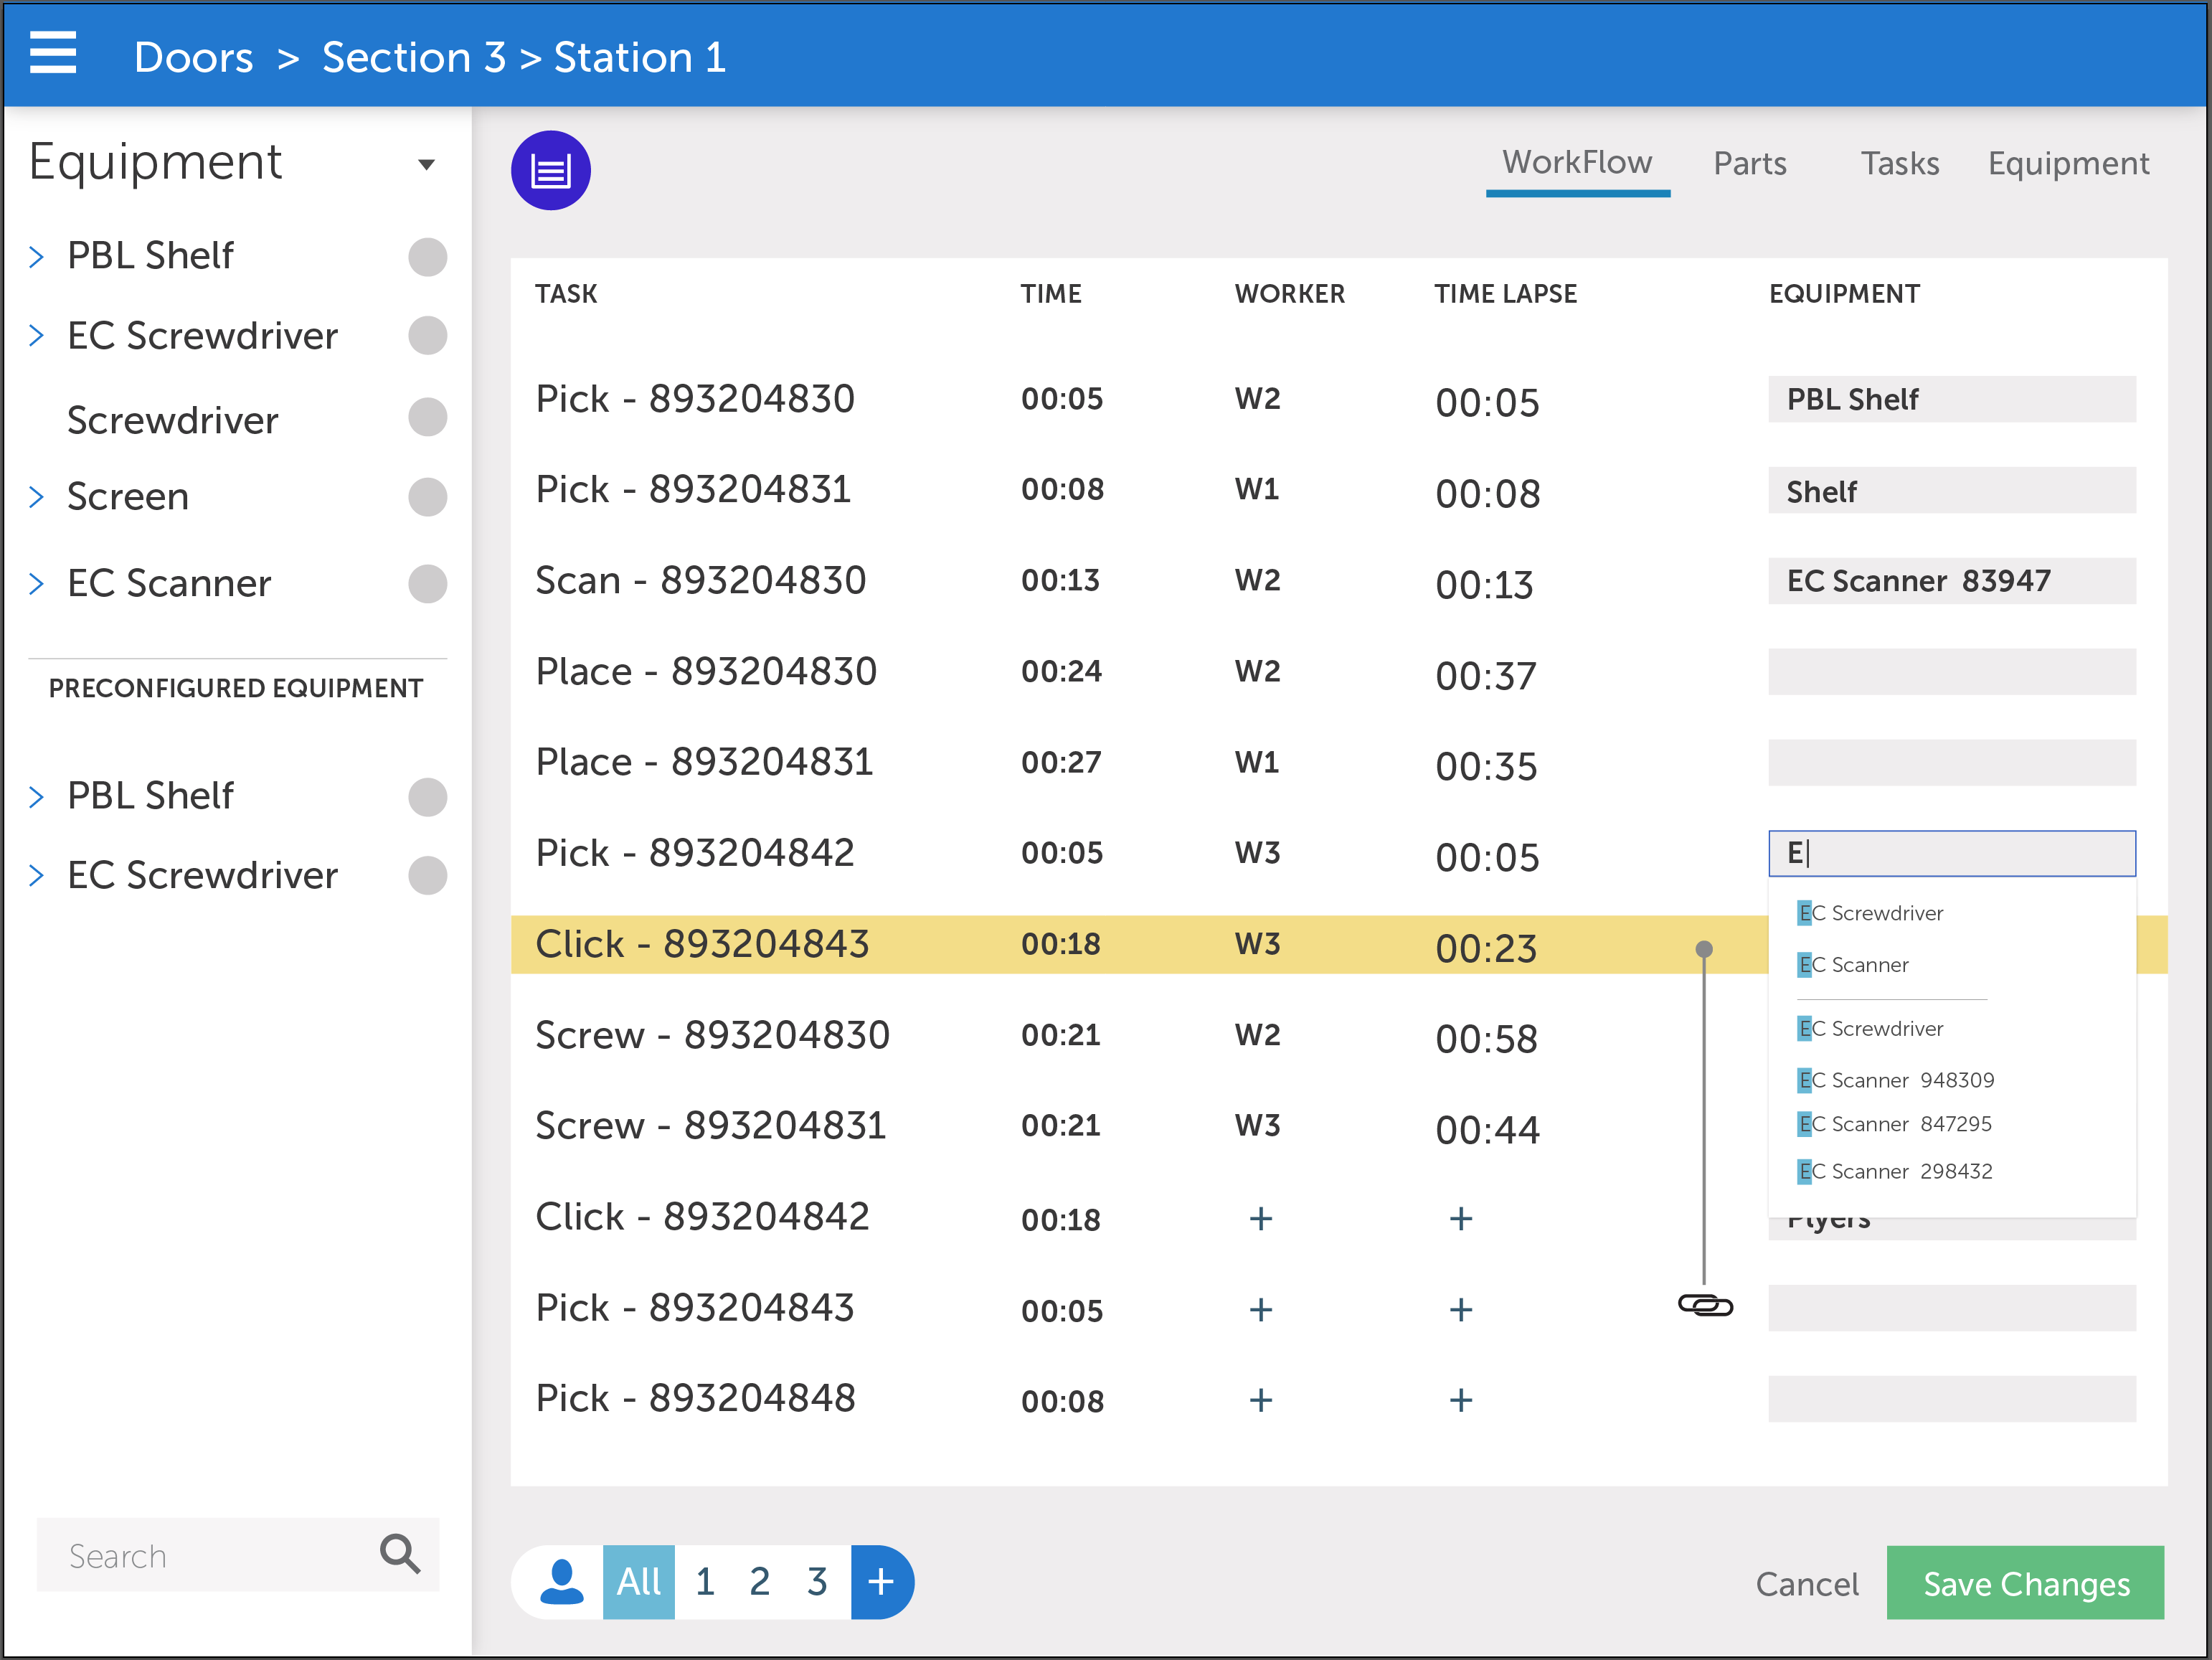 Doors > Section 3 > Station 1
Equipment
PBL Shelf
EC Screwdriver
Screwdriver
Screen
EC Scanner
PRECONFIGURED EQUIPMENT
PBL Shelf
EC Screwdriver
Search
WorkFlow Parts Tasks Equipment
TASK TIME WORKER TIME LAPSE EQUIPMENT
Pick - 893204830 00:05 W2 00:05 PBL Shelf
Pick - 893204831 00:08 W1 00:08 Shelf
Scan - 893204830 00:13 W2 00:13 EC Scanner 83947
Place - 893204830 00:24 W2 00:37
Place - 893204831 00:27 W1 00:35
Pick - 893204842 00:05 W3 00:05 E
Click - 893204843 00:18 W3 00:23
Screw - 893204830 00:21 W2 00:58
Screw - 893204831 00:21 W3 00:44
Click - 893204842 00:18 + + Plyers
Pick - 893204843 00:05 + +
Pick - 893204848 00:08 + +
EC Screwdriver
EC Scanner
EC Screwdriver
EC Scanner 948309
EC Scanner 847295
EC Scanner 298432
All 1 2 3 +
Cancel Save Changes